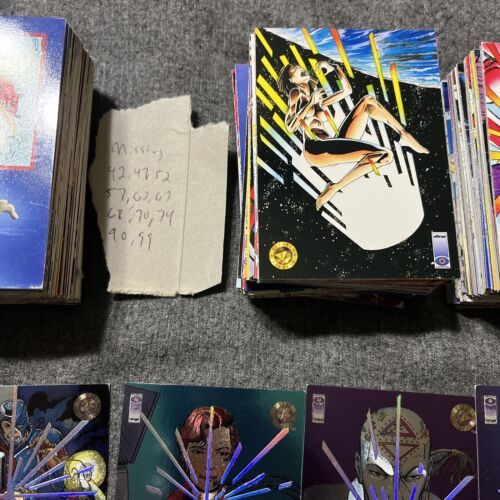 Missing
42, 47, 52
57, 62, 67
68, 70, 74
90, 99